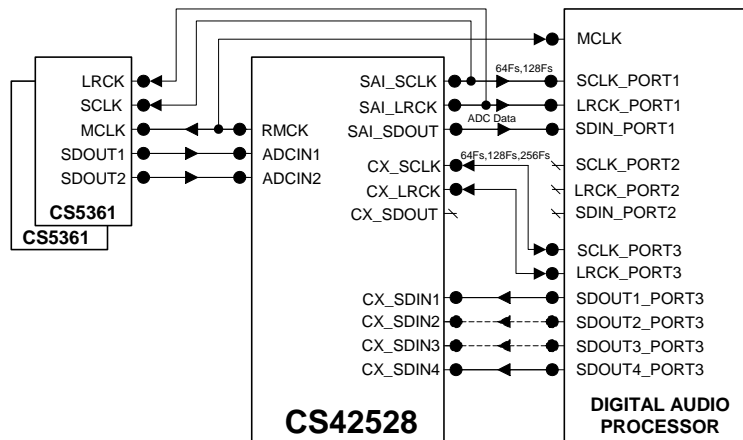 LRCK
SCLK
MCLK
SDOUT1
SDOUT2
CS5361
CS5361
RMCK
ADCIN1
ADCIN2
SAI_SCLK
SAI_LRCK
SAI_SDOUT
CX_SCLK
CX_LRCK
CX_SDOUT
CX_SDIN1
CX_SDIN2
CX_SDIN3
CX_SDIN4
CS42528
64Fs,128Fs
ADC Data
64Fs,128Fs,256Fs
MCLK
SCLK_PORT1
LRCK_PORT1
SDIN_PORT1
SCLK_PORT2
LRCK_PORT2
SDIN_PORT2
SCLK_PORT3
LRCK_PORT3
SDOUT1_PORT3
SDOUT2_PORT3
SDOUT3_PORT3
SDOUT4_PORT3
DIGITAL AUDIO
PROCESSOR